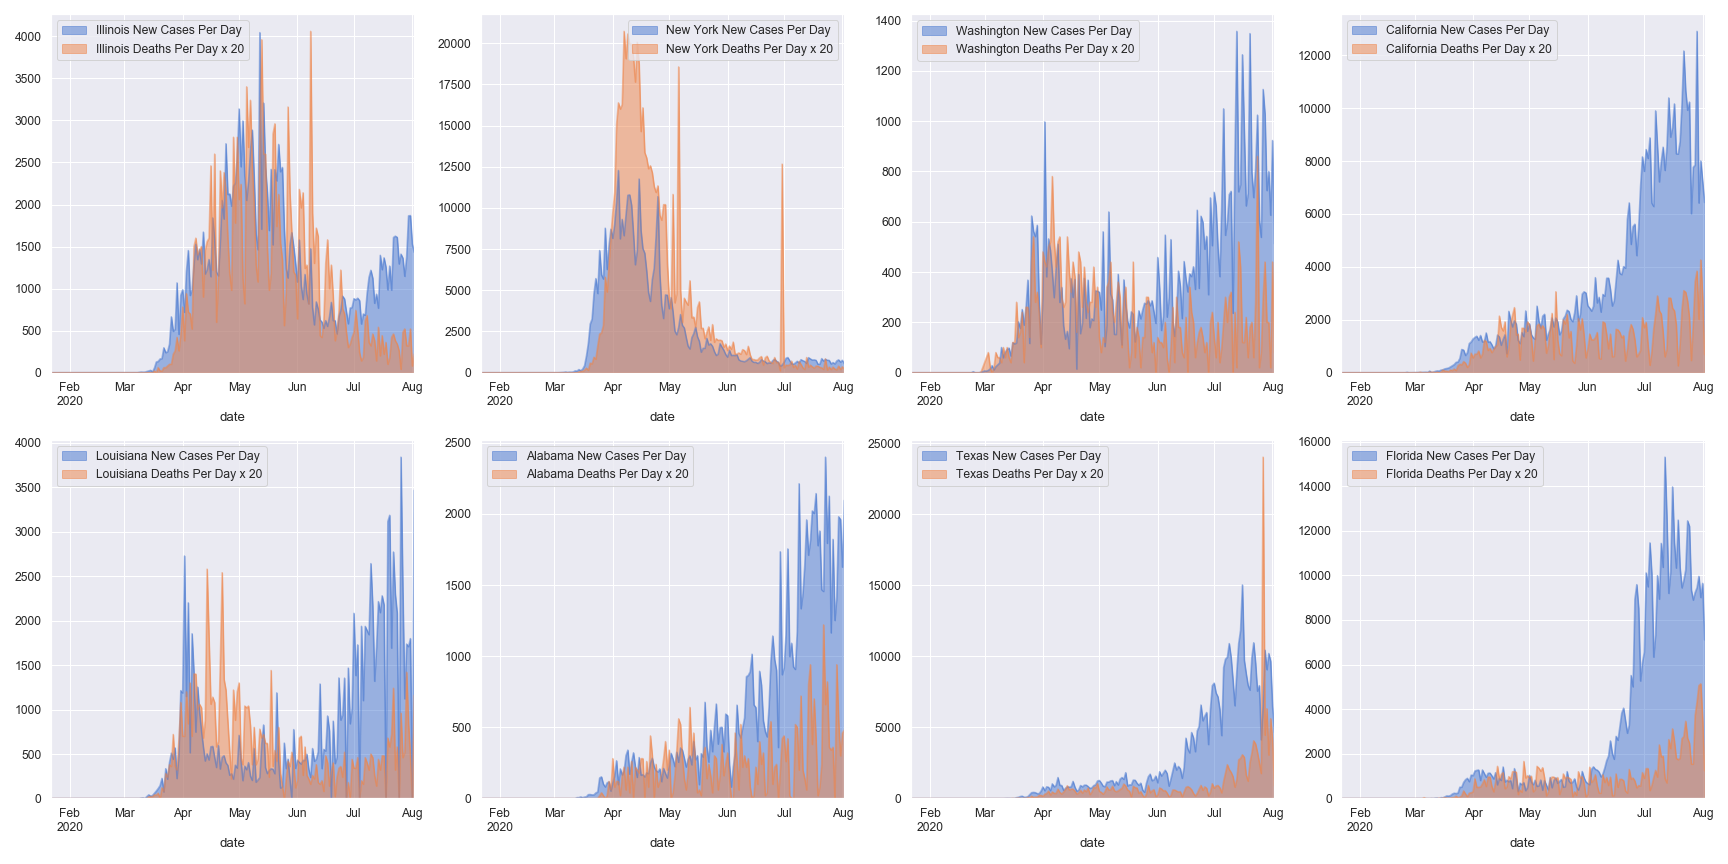 Illinois New Cases Per Day
Illinois Deaths Per Day x 20
4000
3500
3000
2500
2000
1500
1000
500
0
Feb
2020
Mar
Apr
May
Jun
Jul
Aug
date
New York New Cases Per Day
New York Deaths Per Day x 20
20000
17500
15000
12500
10000
7500
5000
2500
0
Feb
2020
Mar
Apr
May
Jun
Jul
Aug
date
Washington New Cases Per Day
Washington Deaths Per Day x 20
1400
1200
1000
800
600
400
200
0
Feb
2020
Mar
Apr
May
Jun
Jul
Aug
date
California New Cases Per Day
California Deaths Per Day x 20
12000
10000
8000
6000
4000
2000
0
Feb
2020
Mar
Apr
May
Jun
Jul
Aug
date
Louisiana New Cases Per Day
Louisiana Deaths Per Day x 20
4000
3500
3000
2500
2000
1500
1000
500
0
Feb
2020
Mar
Apr
May
Jun
Jul
Aug
date
Alabama New Cases Per Day
Alabama Deaths Per Day x 20
2500
2000
1500
1000
500
0
Feb
2020
Mar
Apr
May
Jun
Jul
Aug
date
Texas New Cases Per Day
Texas Deaths Per Day x 20
25000
20000
15000
10000
5000
0
Feb
2020
Mar
Apr
May
Jun
Jul
Aug
date
Florida New Cases Per Day
Florida Deaths Per Day x 20
16000
14000
12000
10000
8000
6000
4000
2000
0
Feb
2020
Mar
Apr
May
Jun
Jul
Aug
date